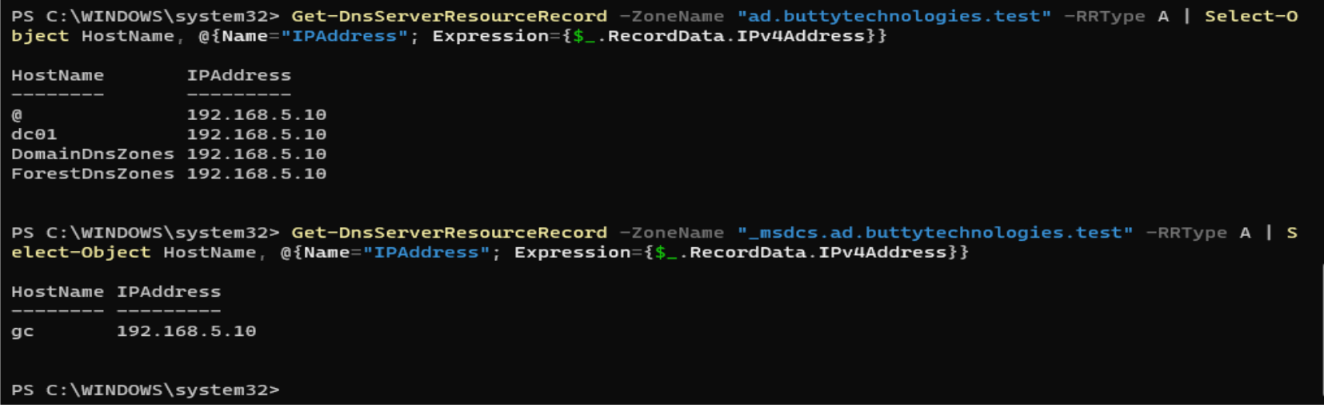 PS C:\WINDOWS\system32> Get-DnsServerResourceRecord -ZoneName "ad.buttytechnologies.test" -RRType A | Select-O
bject HostName, @{Name="IPAddress"; Expression={$_.RecordData.IPv4Address}}
HostName IPAddress
-------- ---------
@ 192.168.5.10
dc01 192.168.5.10
DomainDnsZones 192.168.5.10
ForestDnsZones 192.168.5.10
PS C:\WINDOWS\system32> Get-DnsServerResourceRecord -ZoneName "_msdcs.ad.buttytechnologies.test" -RRType A | S
elect-Object HostName, @{Name="IPAddress"; Expression={$_.RecordData.IPv4Address}}
HostName IPAddress
-------- ---------
gc 192.168.5.10
PS C:\WINDOWS\system32>